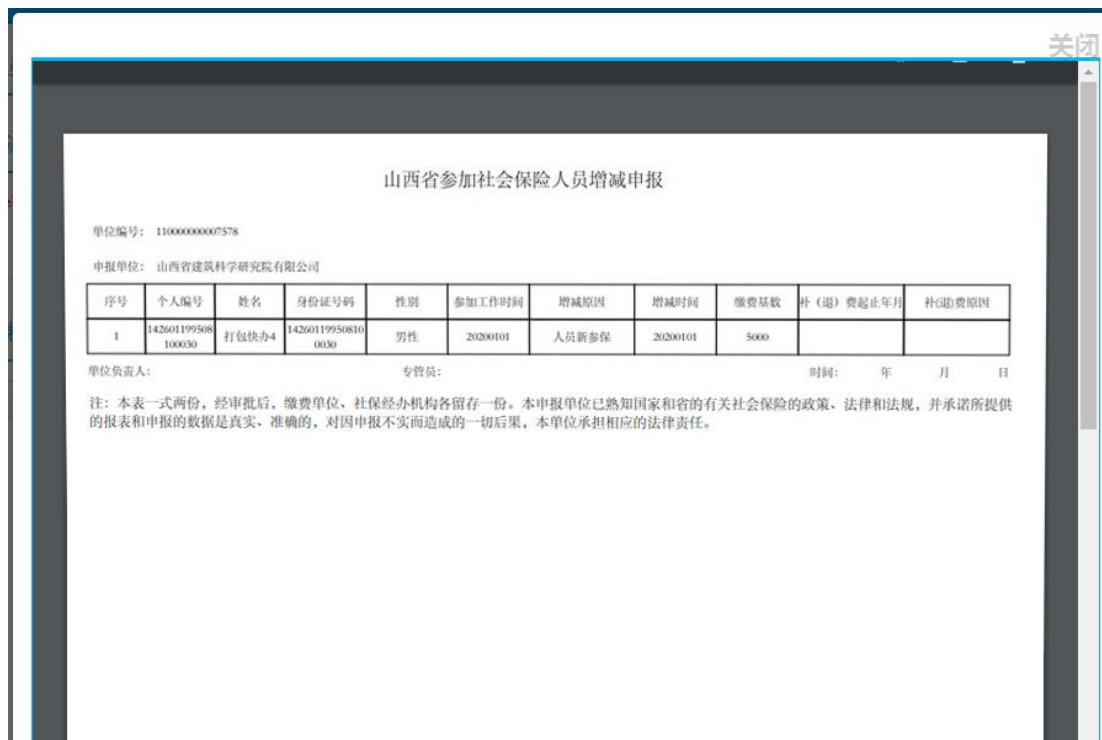 关闭
山西省参加社会保险人员增减申报
单位编号： 110000000007578
申报单位： 山西省建筑科学研究院有限公司
序号 个人编号 姓名 身份证号码 性别 参加工作时间 增减原因 增减时间 缴费基数 补（退）费起止年月 补(退)费原因
1 142601199508100030 打包快办4 142601199508100030 男性 20200101 人员新参保 20200101 5000
单位负责人： 专管员： 时间： 年 月 日
注：本表一式两份，经审批后，缴费单位、社保经办机构各留存一份。本申报单位已熟知国家和省的有关社会保险的政策、法律和法规，并承诺所提供
的报表和申报的数据是真实、准确的，对因申报不实而造成的一切后果，本单位承担相应的法律责任。